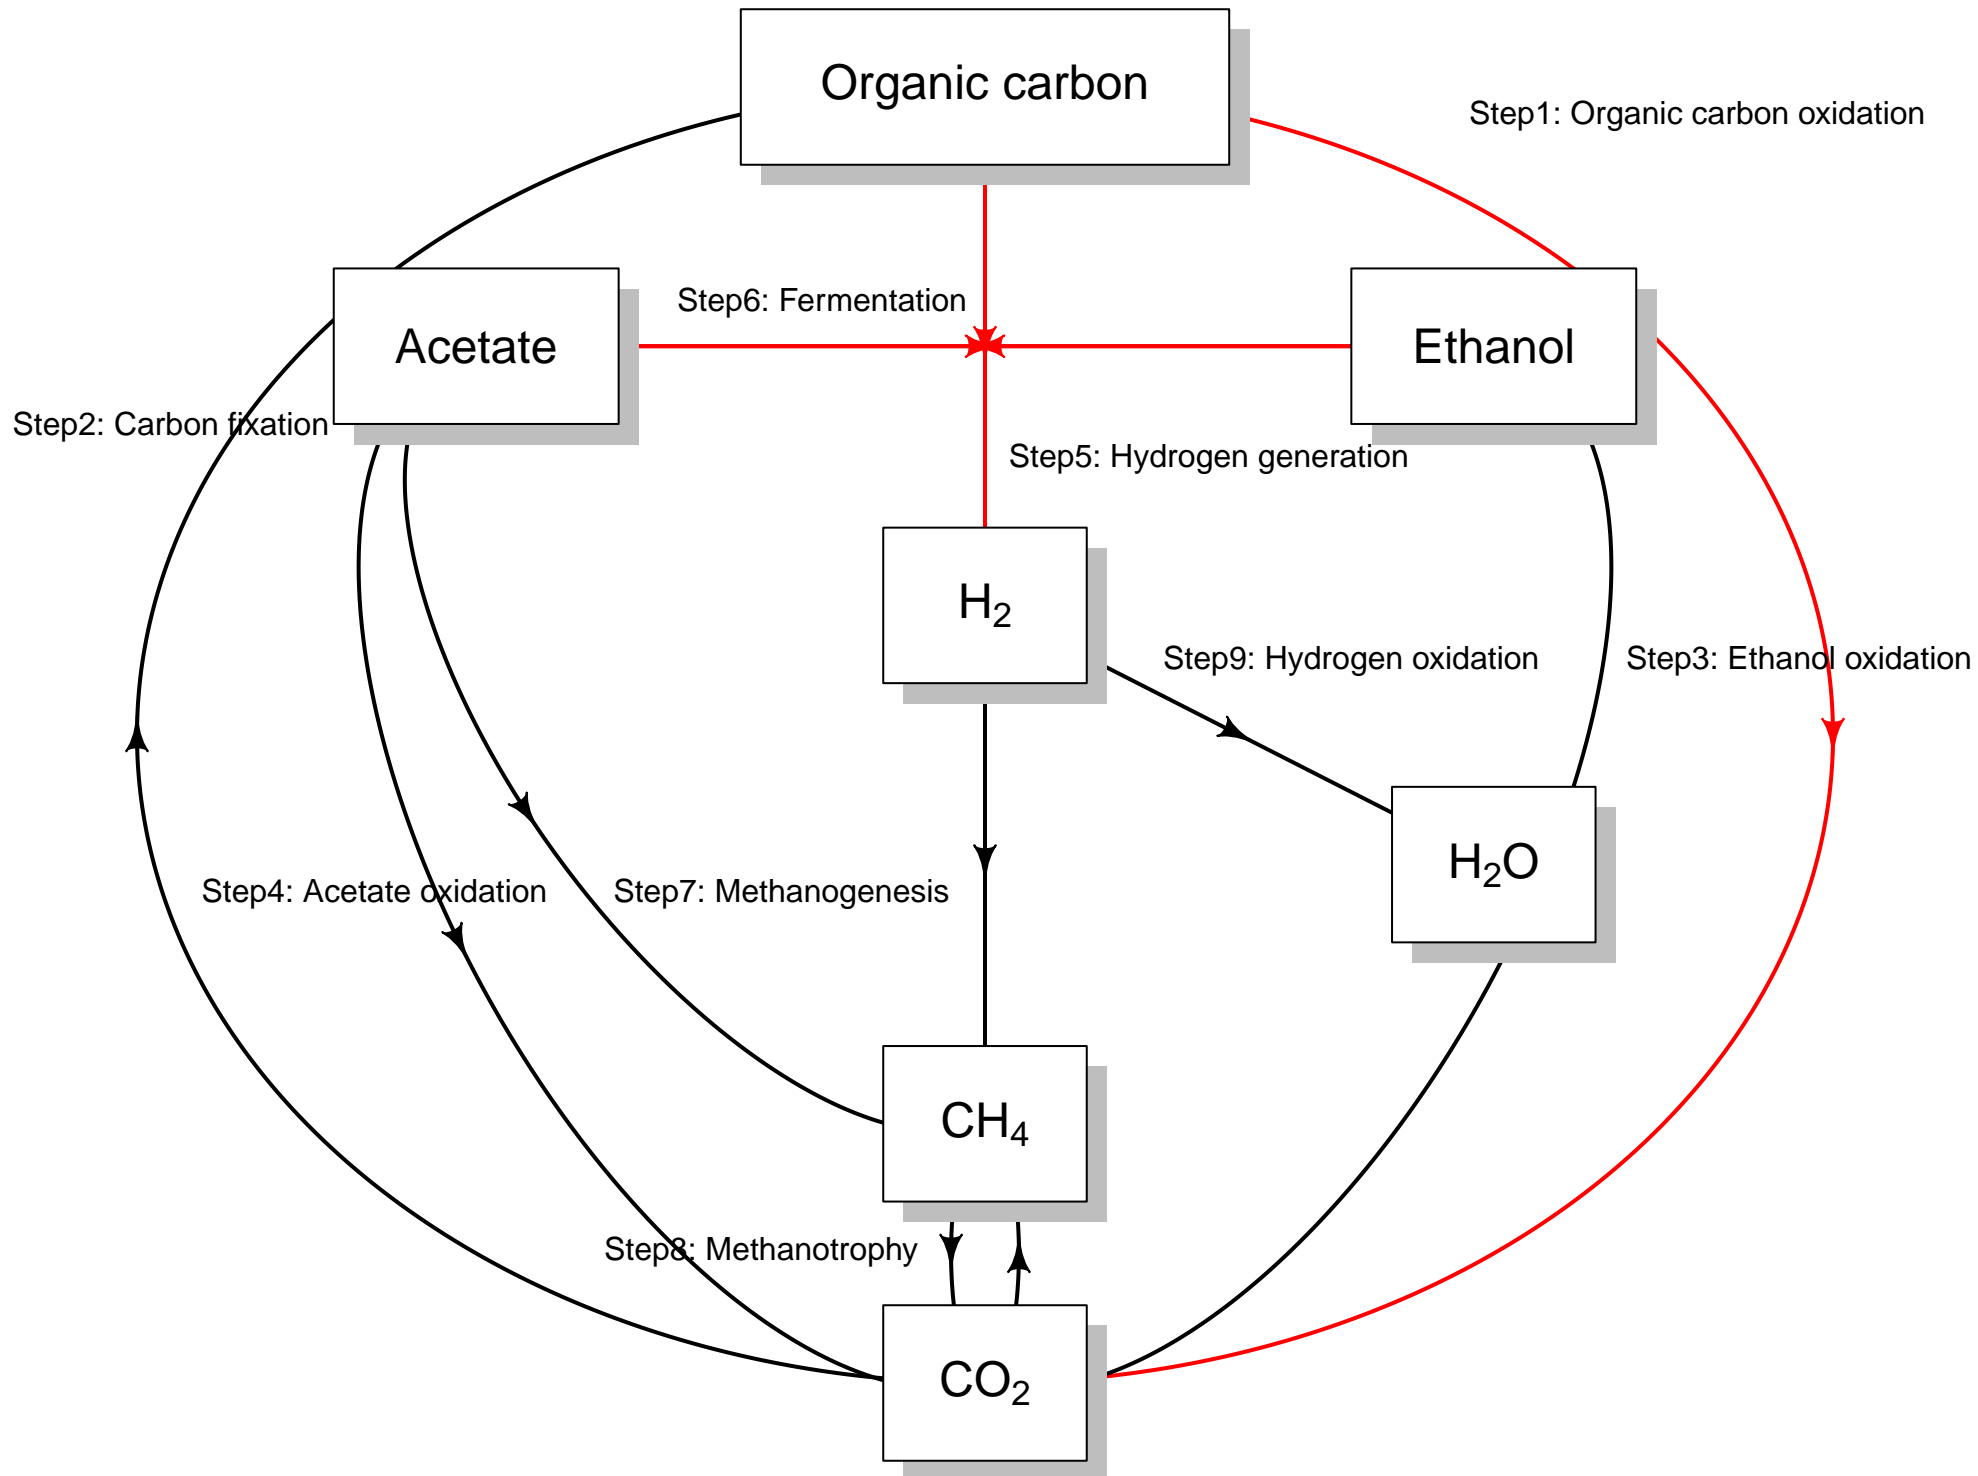 Organic carbon
Step1: Organic carbon oxidation
Step6: Fermentation
Acetate
Ethanol
Step2: Carbon fixation
Step5: Hydrogen generation
H₂
Step9: Hydrogen oxidation
Step3: Ethanol oxidation
H₂O
Step4: Acetate oxidation
Step7: Methanogenesis
CH₄
Step8: Methanotrophy
CO₂